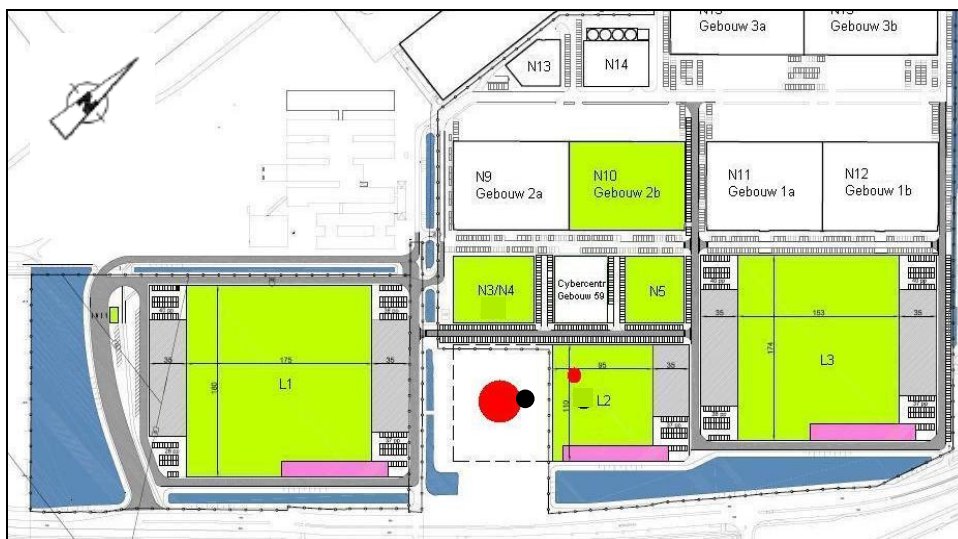 Gebouw 3a
Gebouw 3b
N13
N14
N9
Gebouw 2a
N10
Gebouw 2b
N11
Gebouw 1a
N12
Gebouw 1b
N3/N4
Cybercentr
Gebouw 59
N5
35
175
35
180
L1
95
35
110
L2
35
153
35
174
L3